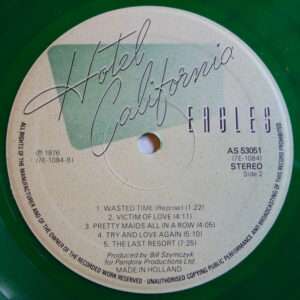 Hotel
California
EAGLES
℗ 1976
(7E-1084-B)
AS 53051
(7E-1084)
STEREO
Side 2
1. WASTED TIME (Reprise) (1:22)
2. VICTIM OF LOVE (4:11)
3. PRETTY MAIDS ALL IN A ROW (4:05)
4. TRY AND LOVE AGAIN (5:10)
5. THE LAST RESORT (7:25)
Produced by Bill Szymczyk
for Pandora Productions Ltd.
MADE IN HOLLAND
ALL RIGHTS OF THE MANUFACTURER AND OF THE OWNER OF THE RECORDED WORK RESERVED - UNAUTHORISED COPYING PUBLIC PERFORMANCE AND BROADCASTING OF THIS RECORD PROHIBITED